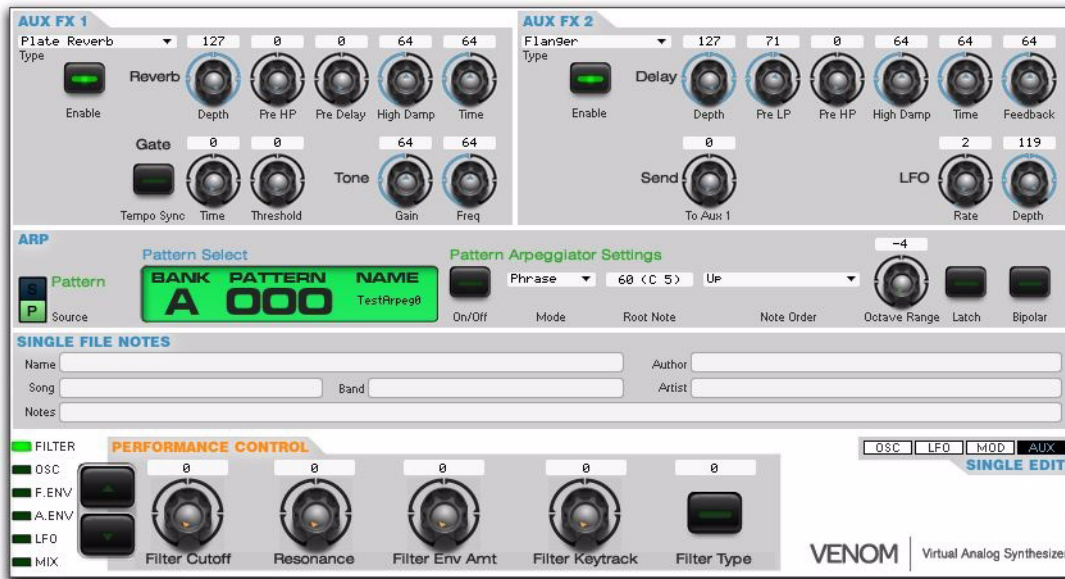 AUX FX 1
Plate Reverb 127 0 0 64 64
Type
Reverb
Enable Depth Pre HP Pre Delay High Damp Time
Gate 0 0 64 64
Tone
Tempo Sync Time Threshold Gain Freq
AUX FX 2
Flanger 127 71 0 64 64 64
Type
Delay
Enable Depth Pre LP Pre HP High Damp Time Feedback
0 2 119
Send LFO
To Aux 1 Rate Depth
ARP
Pattern Select Pattern Arpeggiator Settings -4
S Pattern BANK PATTERN NAME Phrase 60 (C 5) Up
P Source A 000 TestArpeg0
On/Off Mode Root Note Note Order Octave Range Latch Bipolar
SINGLE FILE NOTES
Name Author
Song Band Artist
Notes
FILTER
OSC
F.ENV
A.ENV
LFO
MIX
PERFORMANCE CONTROL
0 0 0 0 0
Filter Cutoff Resonance Filter Env Amt Filter Keytrack Filter Type
OSC LFO MOD AUX
SINGLE EDIT
VENOM Virtual Analog Synthesizer